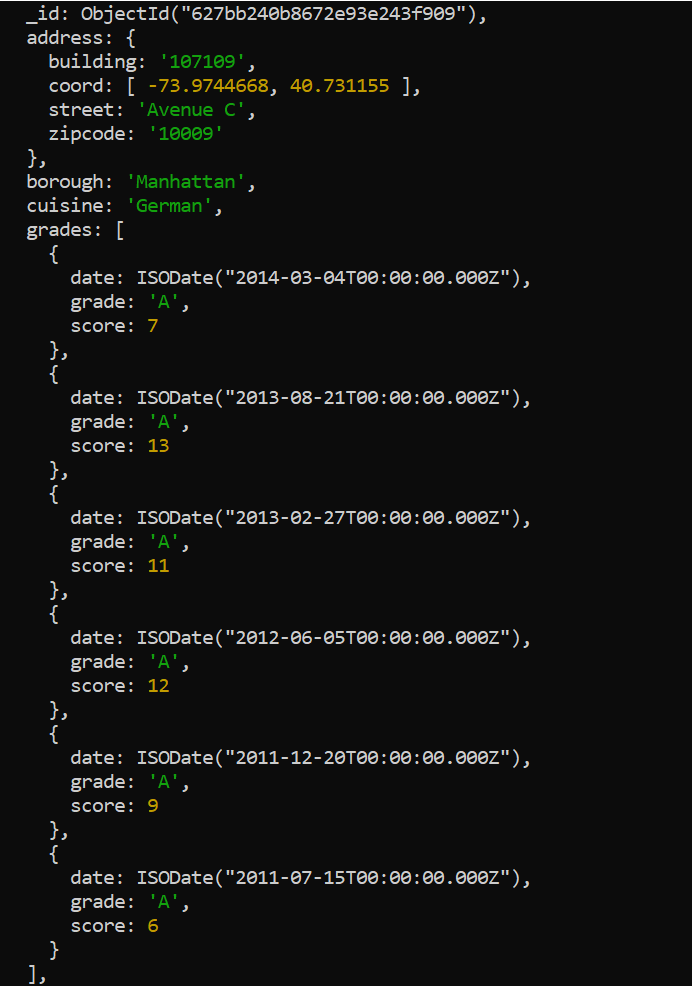 _id: ObjectId("627bb240b8672e93e243f909"),
address: {
  building: '107109',
  coord: [ -73.9744668, 40.731155 ],
  street: 'Avenue C',
  zipcode: '10009'
},
borough: 'Manhattan',
cuisine: 'German',
grades: [
  {
    date: ISODate("2014-03-04T00:00:00.000Z"),
    grade: 'A',
    score: 7
  },
  {
    date: ISODate("2013-08-21T00:00:00.000Z"),
    grade: 'A',
    score: 13
  },
  {
    date: ISODate("2013-02-27T00:00:00.000Z"),
    grade: 'A',
    score: 11
  },
  {
    date: ISODate("2012-06-05T00:00:00.000Z"),
    grade: 'A',
    score: 12
  },
  {
    date: ISODate("2011-12-20T00:00:00.000Z"),
    grade: 'A',
    score: 9
  },
  {
    date: ISODate("2011-07-15T00:00:00.000Z"),
    grade: 'A',
    score: 6
  }
],